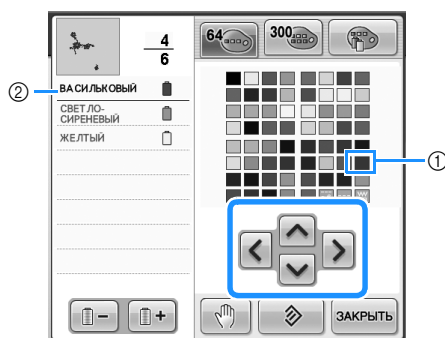 4
6
64
300
② ВАСИЛЬКОВЫЙ
СВЕТЛО-
СИРЕНЕВЫЙ
ЖЕЛТЫЙ
①
ЗАКРЫТЬ